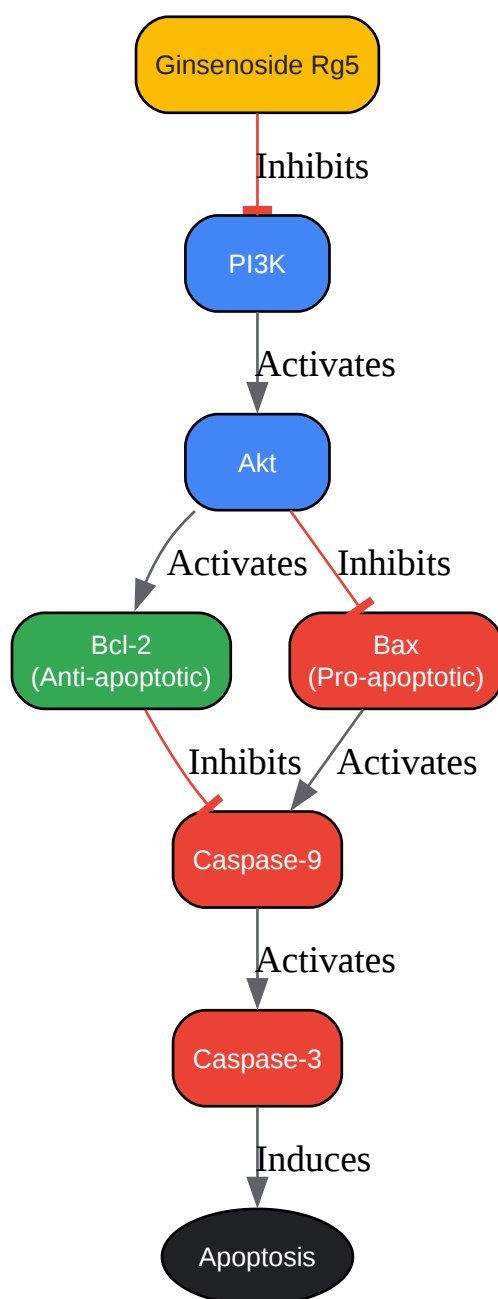 Ginsenoside Rg5
Inhibits
PI3K
Activates
Akt
Activates
Inhibits
Bcl-2
(Anti-apoptotic)
Bax
(Pro-apoptotic)
Inhibits
Activates
Caspase-9
Activates
Caspase-3
Induces
Apoptosis